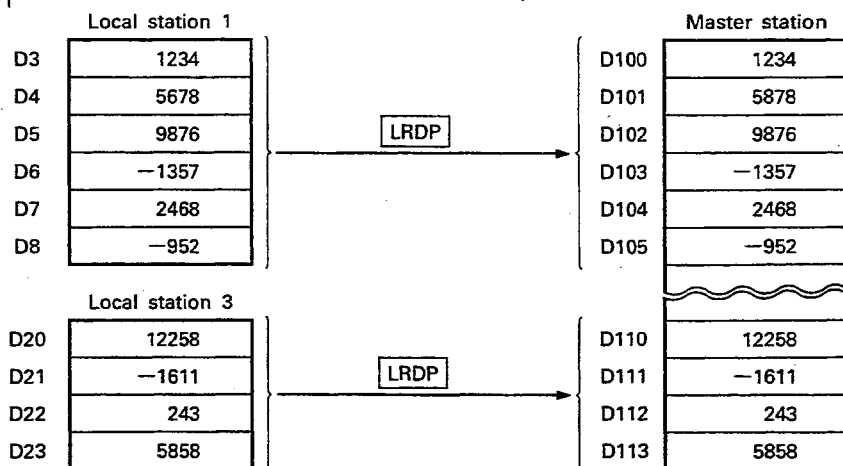 Local station 1 Master station
D3 1234 D100 1234
D4 5678 D101 5878
D5 9876 LRDP D102 9876
D6 —1357 D103 —1357
D7 2468 D104 2468
D8 —952 D105 —952
Local station 3
D20 12258 D110 12258
D21 —1611 LRDP D111 —1611
D22 243 D112 243
D23 5858 D113 5858